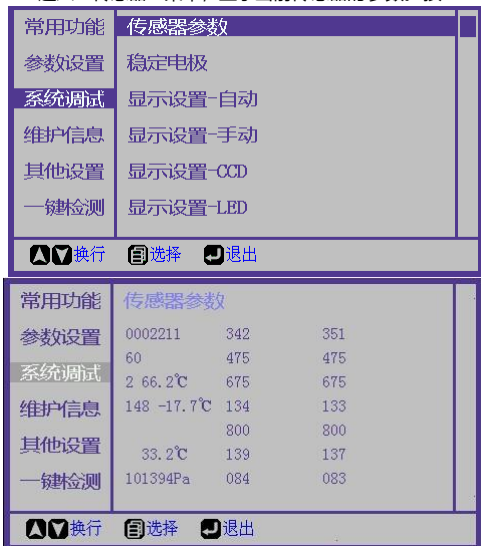 常用功能 传感器参数
参数设置 稳定电极
系统调试 显示设置-自动
维护信息 显示设置-手动
其他设置 显示设置-CCD
一键检测 显示设置-LED
换行 选择 退出
常用功能 传感器参数
参数设置 0002211 342 351
60 475 475
系统调试 2 66.2℃ 675 675
维护信息 148 -17.7℃ 134 133
800 800
其他设置 33.2℃ 139 137
一键检测 101394Pa 084 083
换行 选择 退出